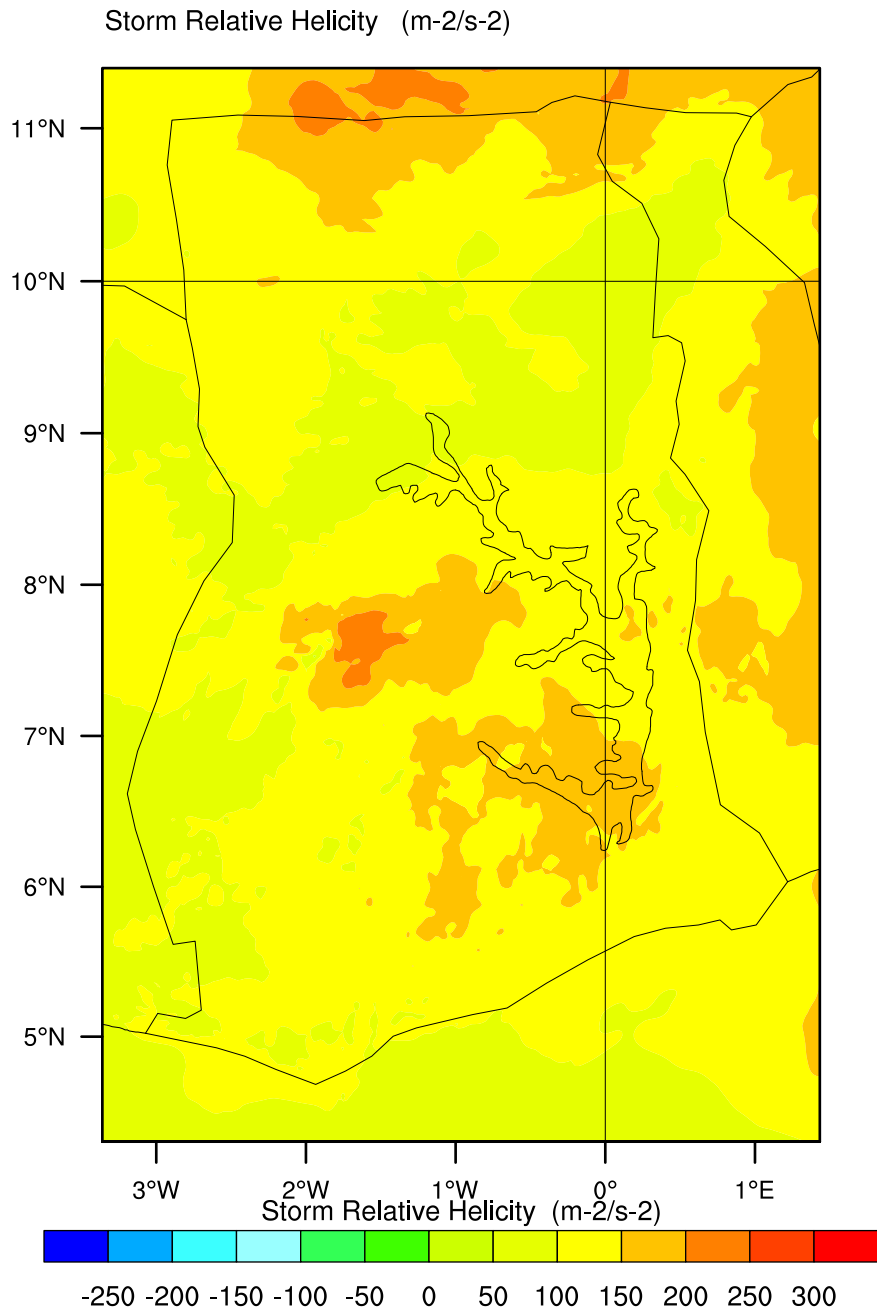 Storm Relative Helicity (m-2/s-2)
11°N
10°N
9°N
8°N
7°N
6°N
5°N
3°W 2°W 1°W 0° 1°E
Storm Relative Helicity (m-2/s-2)
-250 -200 -150 -100 -50 0 50 100 150 200 250 300